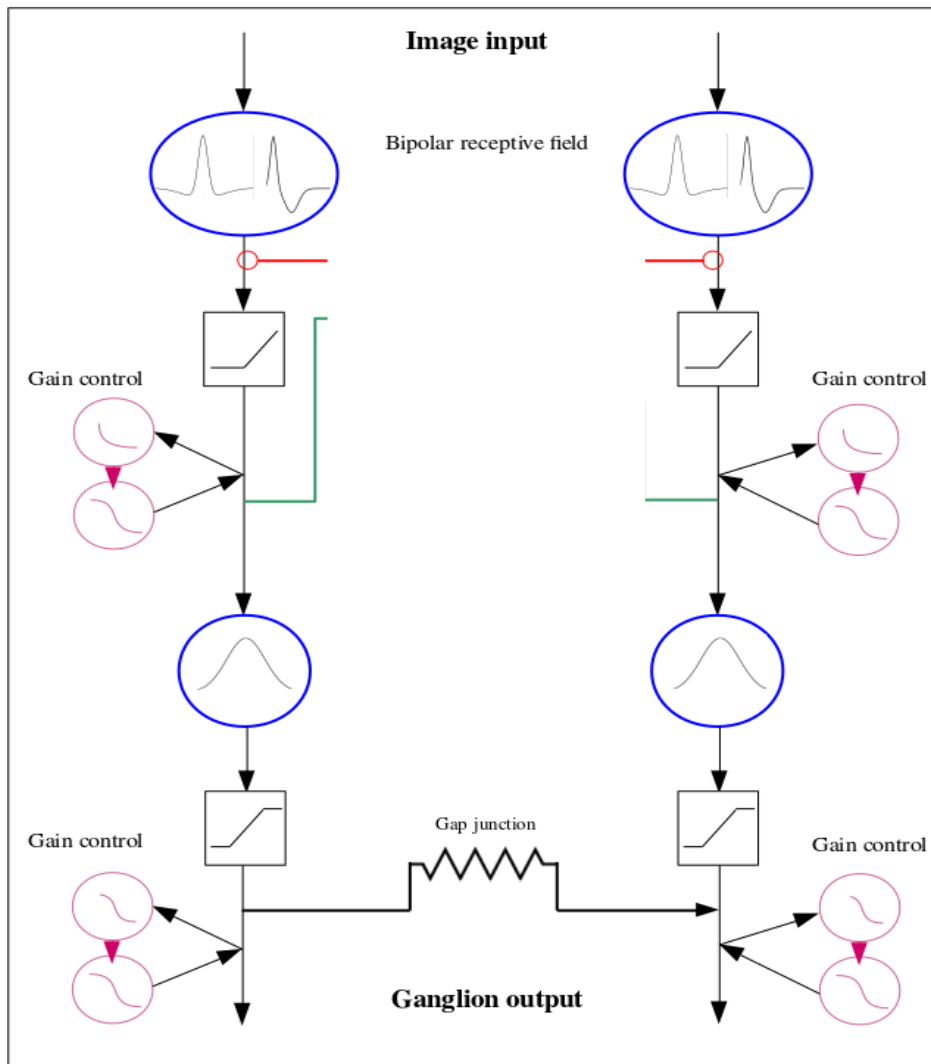 Image input
Bipolar receptive field
Gain control
Gain control
Gap junction
Gain control
Gain control
Ganglion output